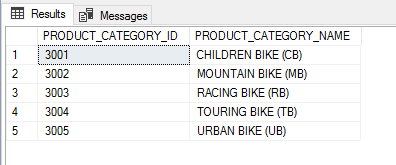 Results Messages
PRODUCT_CATEGORY_ID PRODUCT_CATEGORY_NAME
1 3001 CHILDREN BIKE (CB)
2 3002 MOUNTAIN BIKE (MB)
3 3003 RACING BIKE (RB)
4 3004 TOURING BIKE (TB)
5 3005 URBAN BIKE (UB)